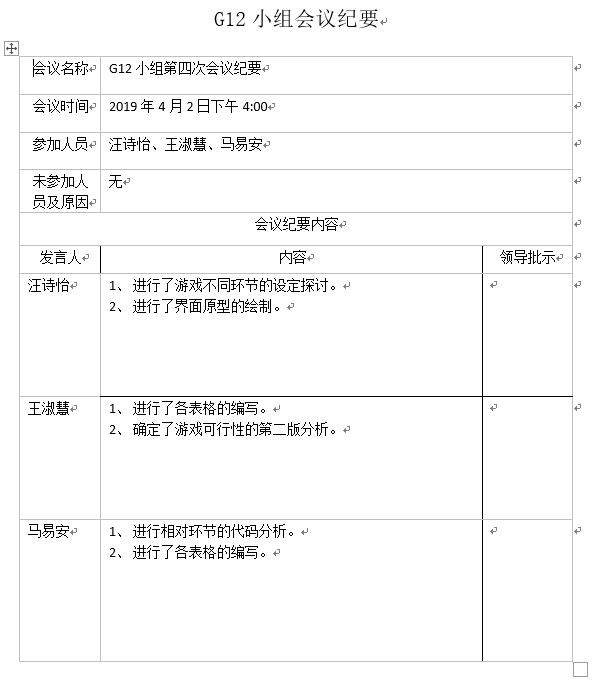 G12 小组会议纪要
会议名称 G12 小组第四次会议纪要
会议时间 2019 年 4 月 2 日下午 4:00
参加人员 汪诗怡、王淑慧、马易安
未参加人 无
员及原因
会议纪要内容
发言人 内容 领导批示
汪诗怡 1、 进行了游戏不同环节的设定探讨。
2、 进行了界面原型的绘制。
王淑慧 1、 进行了各表格的编写。
2、 确定了游戏可行性的第二版分析。
马易安 1、 进行相对环节的代码分析。
2、 进行了各表格的编写。